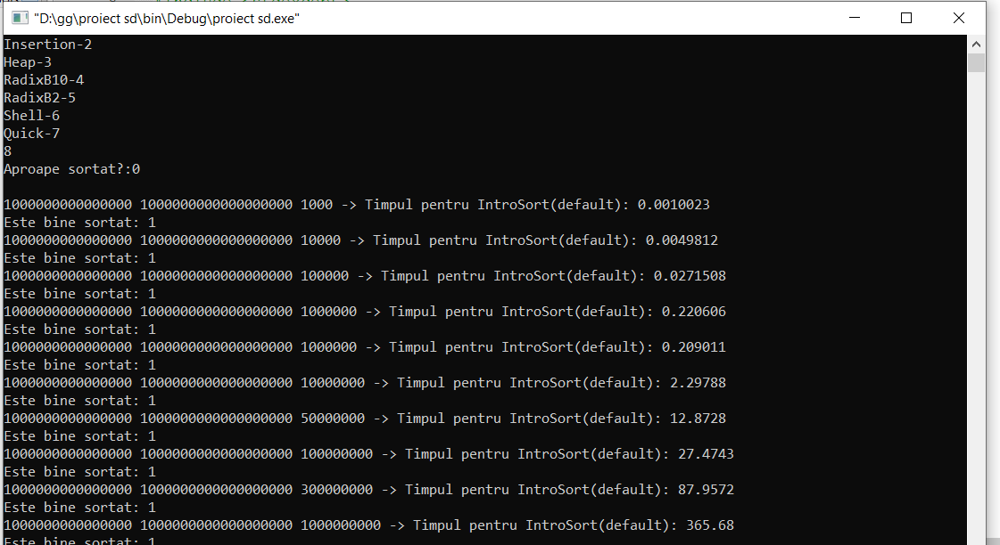 "D:\gg\proiect sd\bin\Debug\proiect sd.exe"
Insertion-2
Heap-3
RadixB10-4
RadixB2-5
Shell-6
Quick-7
8
Aproape sortat?:0
1000000000000000 1000000000000000000 1000 -> Timpul pentru IntroSort(default): 0.0010023
Este bine sortat: 1
1000000000000000 1000000000000000000 10000 -> Timpul pentru IntroSort(default): 0.0049812
Este bine sortat: 1
1000000000000000 1000000000000000000 100000 -> Timpul pentru IntroSort(default): 0.0271508
Este bine sortat: 1
1000000000000000 1000000000000000000 1000000 -> Timpul pentru IntroSort(default): 0.220606
Este bine sortat: 1
1000000000000000 1000000000000000000 1000000 -> Timpul pentru IntroSort(default): 0.209011
Este bine sortat: 1
1000000000000000 1000000000000000000 10000000 -> Timpul pentru IntroSort(default): 2.29788
Este bine sortat: 1
1000000000000000 1000000000000000000 50000000 -> Timpul pentru IntroSort(default): 12.8728
Este bine sortat: 1
1000000000000000 1000000000000000000 100000000 -> Timpul pentru IntroSort(default): 27.4743
Este bine sortat: 1
1000000000000000 1000000000000000000 300000000 -> Timpul pentru IntroSort(default): 87.9572
Este bine sortat: 1
1000000000000000 1000000000000000000 1000000000 -> Timpul pentru IntroSort(default): 365.68
Este bine sortat: 1